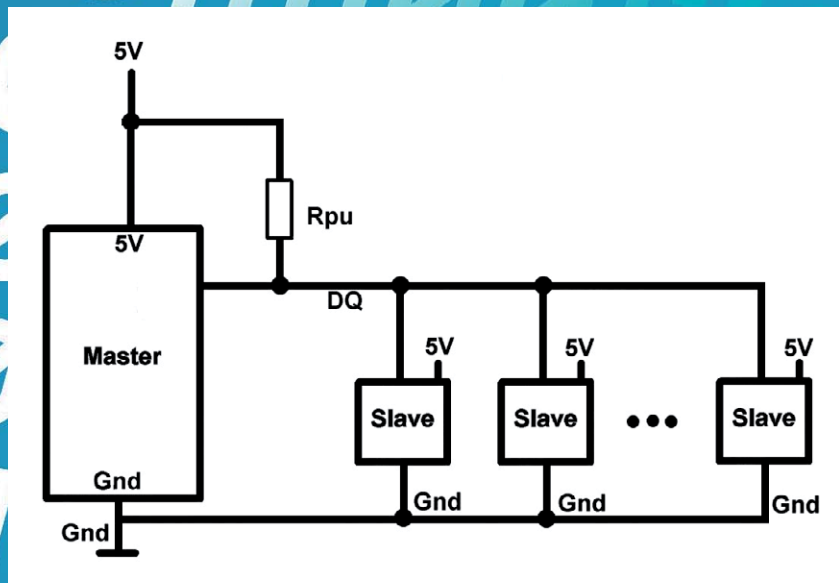 5V
Rpu
5V
DQ
Master
5V
5V
5V
Slave
Slave
•••
Slave
Gnd
Gnd
Gnd
Gnd
Gnd